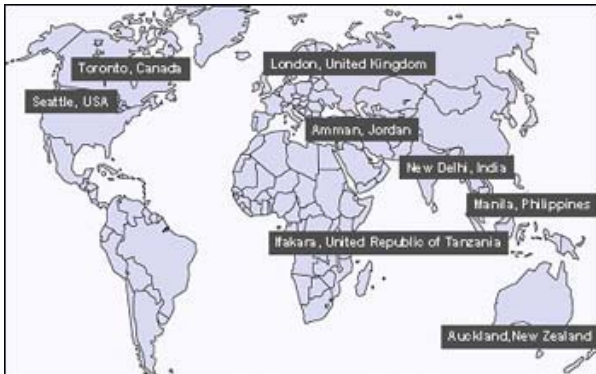 Toronto, Canada
London, United Kingdom
Seattle, USA
Amman, Jordan
New Delhi, India
Manila, Philippines
Ifakara, United Republic of Tanzania
Auckland,New Zealand